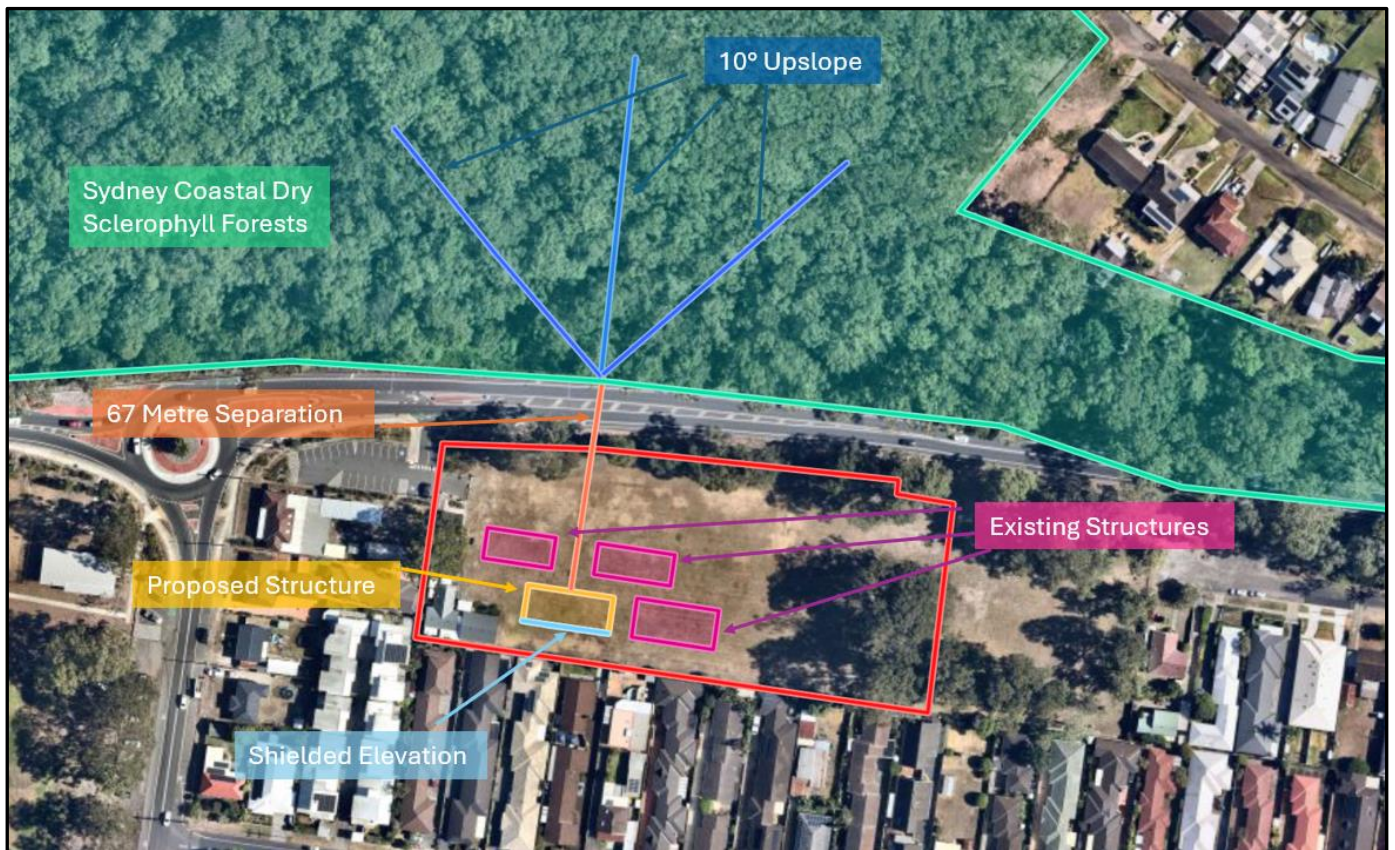 10° Upslope
Sydney Coastal Dry
Sclerophyll Forests
67 Metre Separation
Existing Structures
Proposed Structure
Shielded Elevation